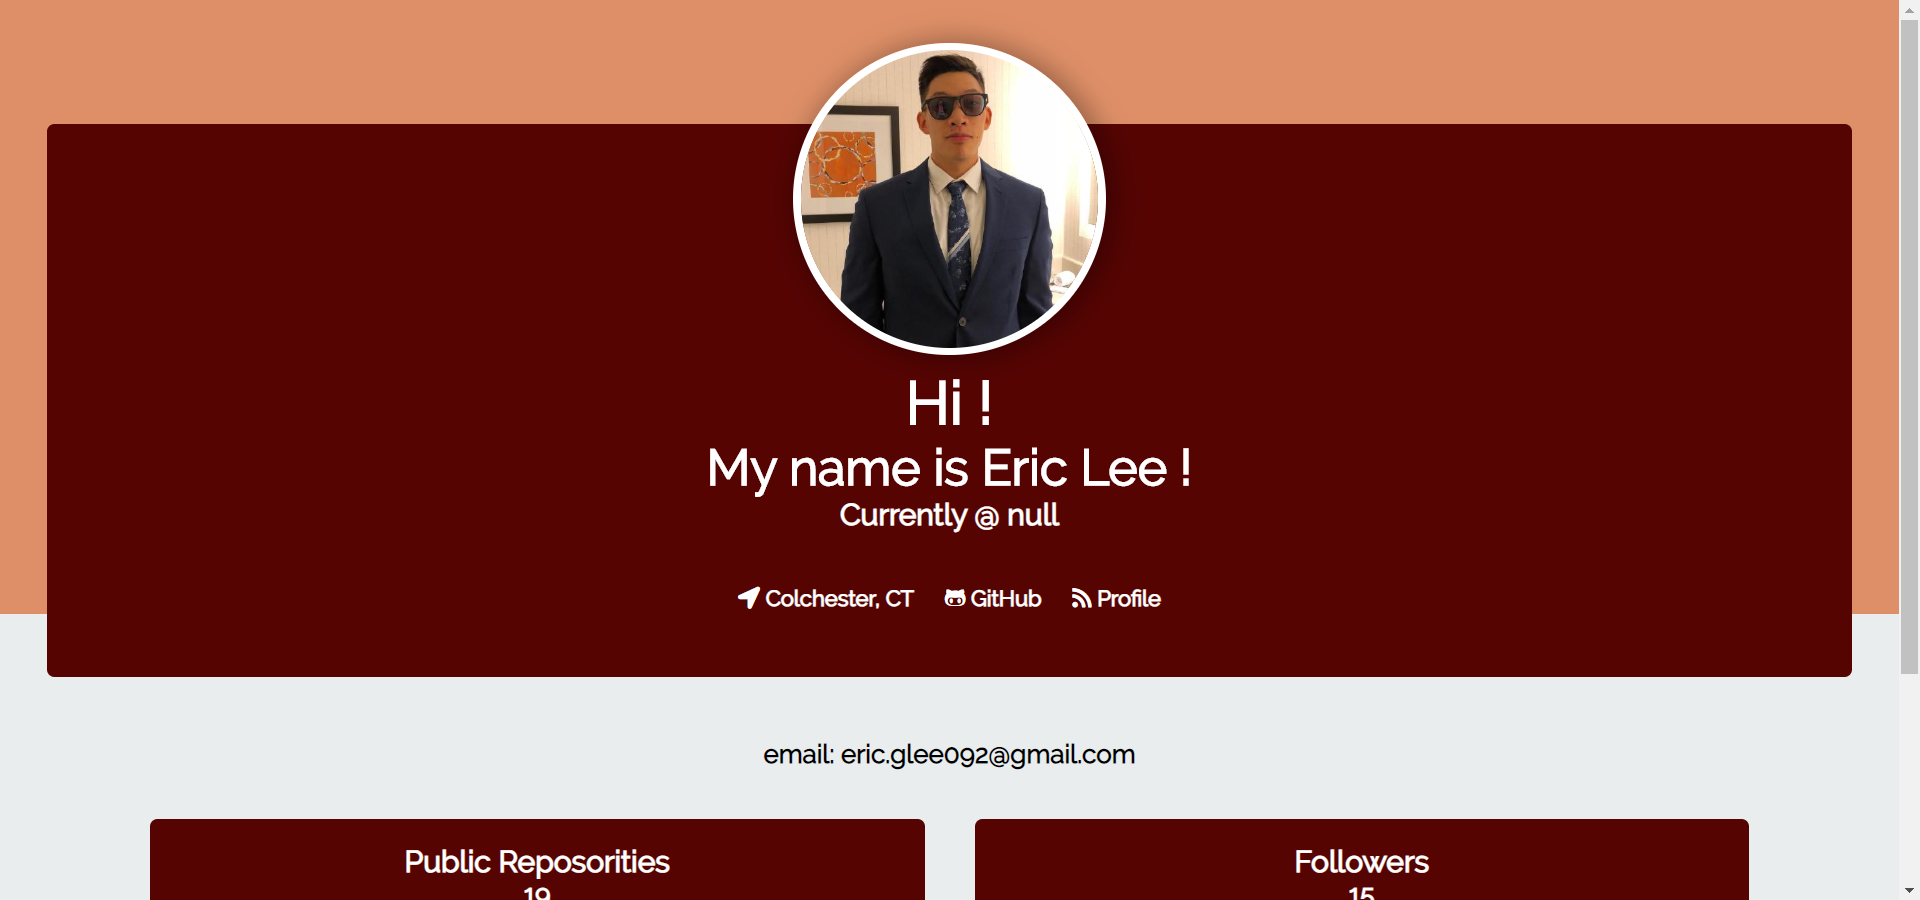 Hi !
My name is Eric Lee !
Currently @ null
Colchester, CT GitHub Profile
email: eric.glee092@gmail.com
Public Reposorities Followers
19 15